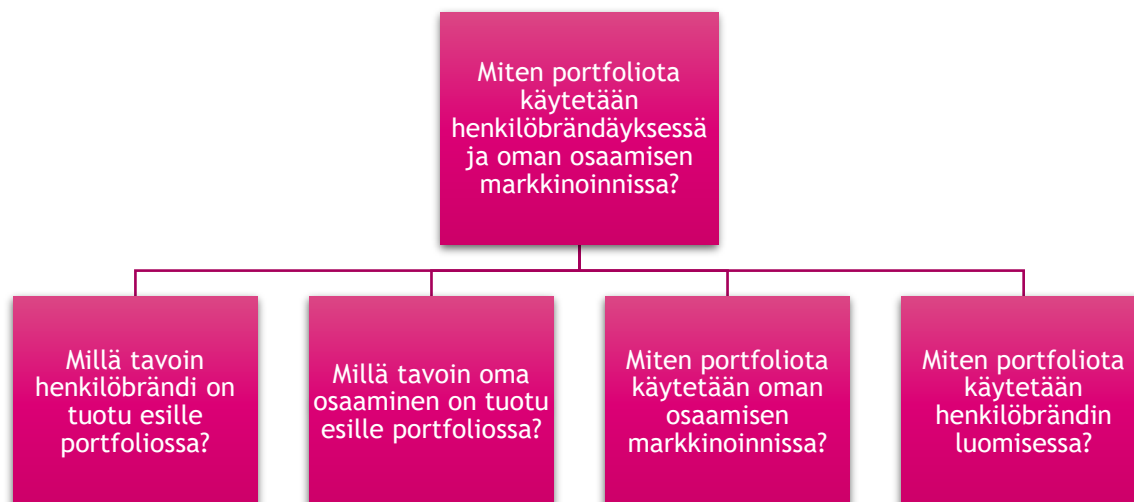 Miten portfoliota
käytetään
henkilöbrändäyksessä
ja oman osaamisen
markkinoinnissa?
Millä tavoin
henkilöbrändi on
tuotu esille
portfoliossa?
Millä tavoin oma
osaaminen on tuotu
esille portfoliossa?
Miten portfoliota
käytetään oman
osaamisen
markkinoinnissa?
Miten portfoliota
käytetään
henkilöbrändin
luomisessa?